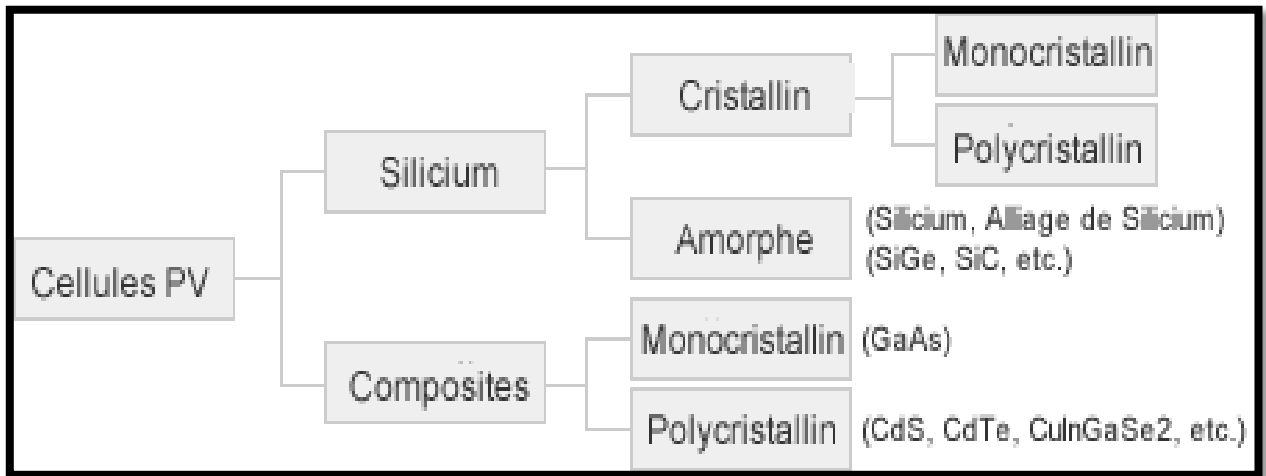 Monocristallin
Cristallin
Polycristallin
Silicium
Amorphe
(Silicium, Alliage de Silicium)
(SiGe, SiC, etc.)
Cellules PV
Monocristallin (GaAs)
Composites
Polycristallin (CdS, CdTe, CuInGaSe2, etc.)